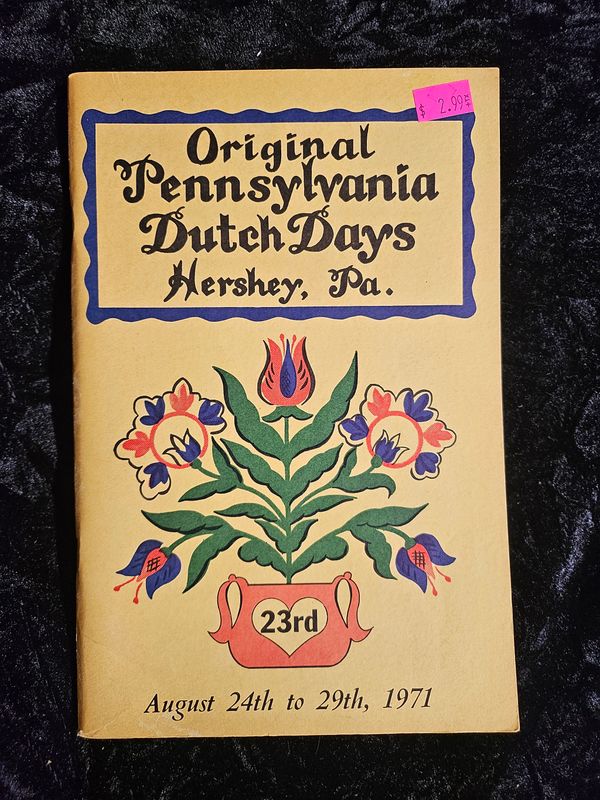 $ 2.99
Original
Pennsylvania
Dutch Days
Hershey, Pa.
23rd
August 24th to 29th, 1971